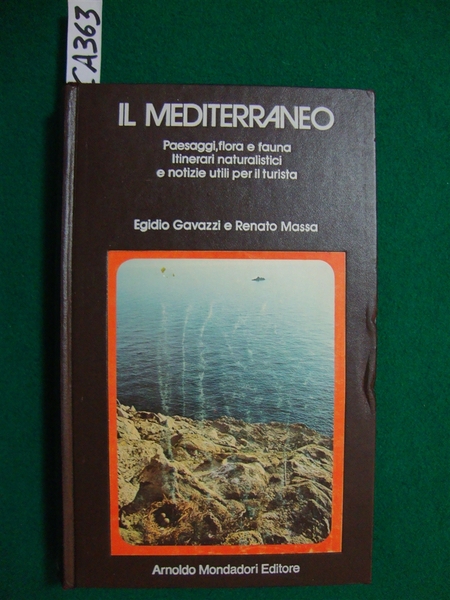 CA363
IL MEDITERRANEO
Paesaggi, flora e fauna
Itinerari naturalistici
e notizie utili per il turista
Egidio Gavazzi e Renato Massa
Arnoldo Mondadori Editore